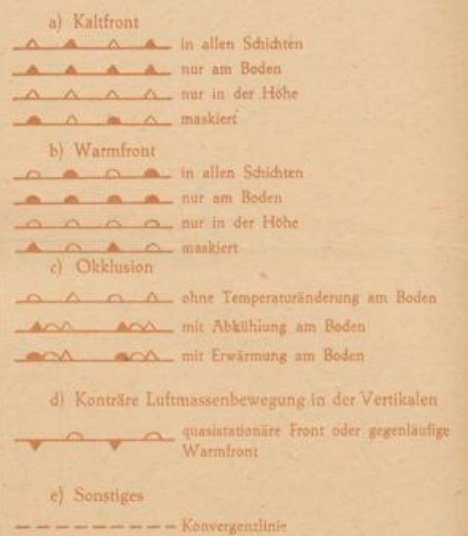 a) Kaltfront
in allen Schichten
nur am Boden
nur in der Höhe
maskiert
b) Warmfront
in allen Schichten
nur am Boden
nur in der Höhe
maskiert
c) Okklusion
ohne Temperaturänderung am Boden
mit Abkühlung am Boden
mit Erwärmung am Boden
d) Konträre Luftmassenbewegung in der Vertikalen
quasistationäre Front oder gegenläufige
Warmfront
e) Sonstiges
Konvergenzlinie